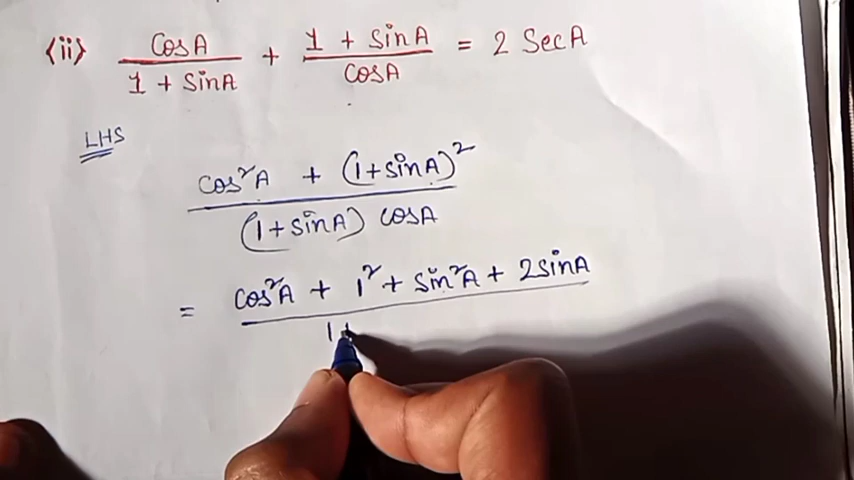 (ii) CosA / 1 + SinA + 1 + SinA / CosA = 2 SecA
LHS
cos²A + (1+sinA)² / (1+sinA) cosA
= cos²A + 1² + sin²A + 2sinA / 1+